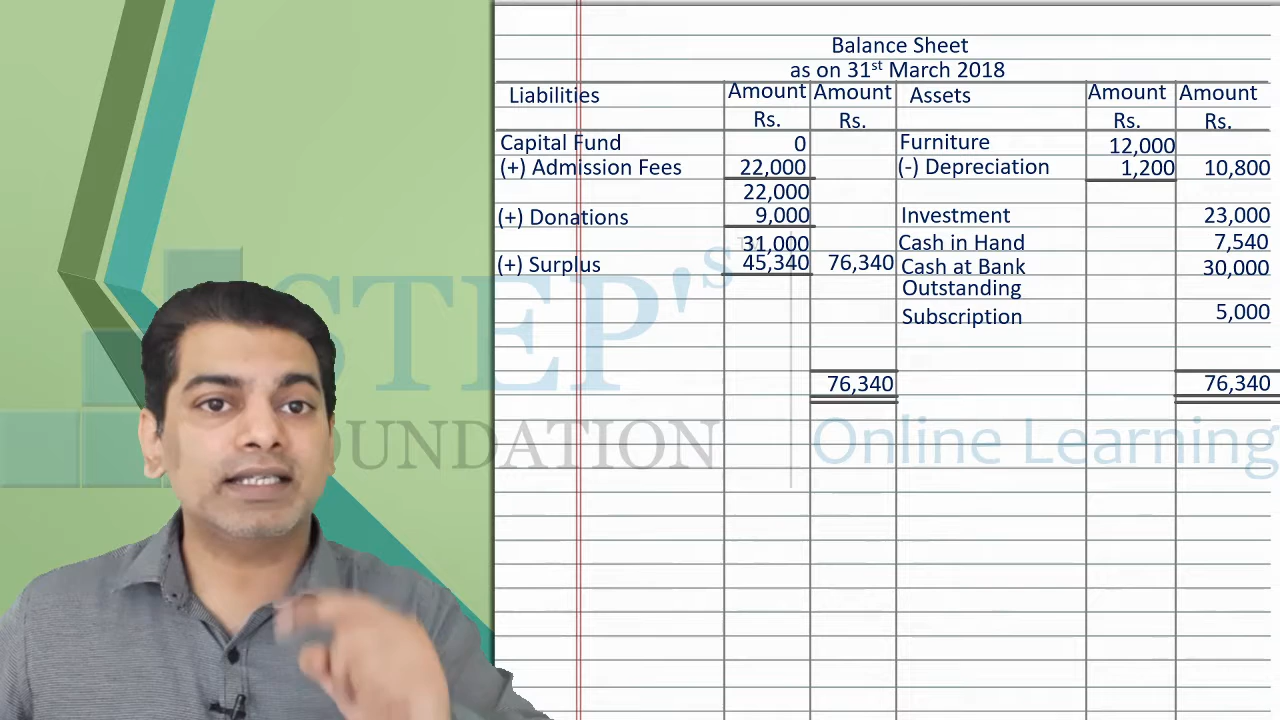 Balance Sheet
as on 31st March 2018
Liabilities Amount Rs. Amount Rs. Assets Amount Rs. Amount Rs.
Capital Fund 0 Furniture 12,000
(+) Admission Fees 22,000 (-) Depreciation 1,200 10,800
22,000
(+) Donations 9,000 Investment 23,000
31,000 Cash in Hand 7,540
(+) Surplus 45,340 76,340 Cash at Bank 30,000
Outstanding
Subscription 5,000
76,340 76,340
STEP's
FOUNDATION
Online Learning